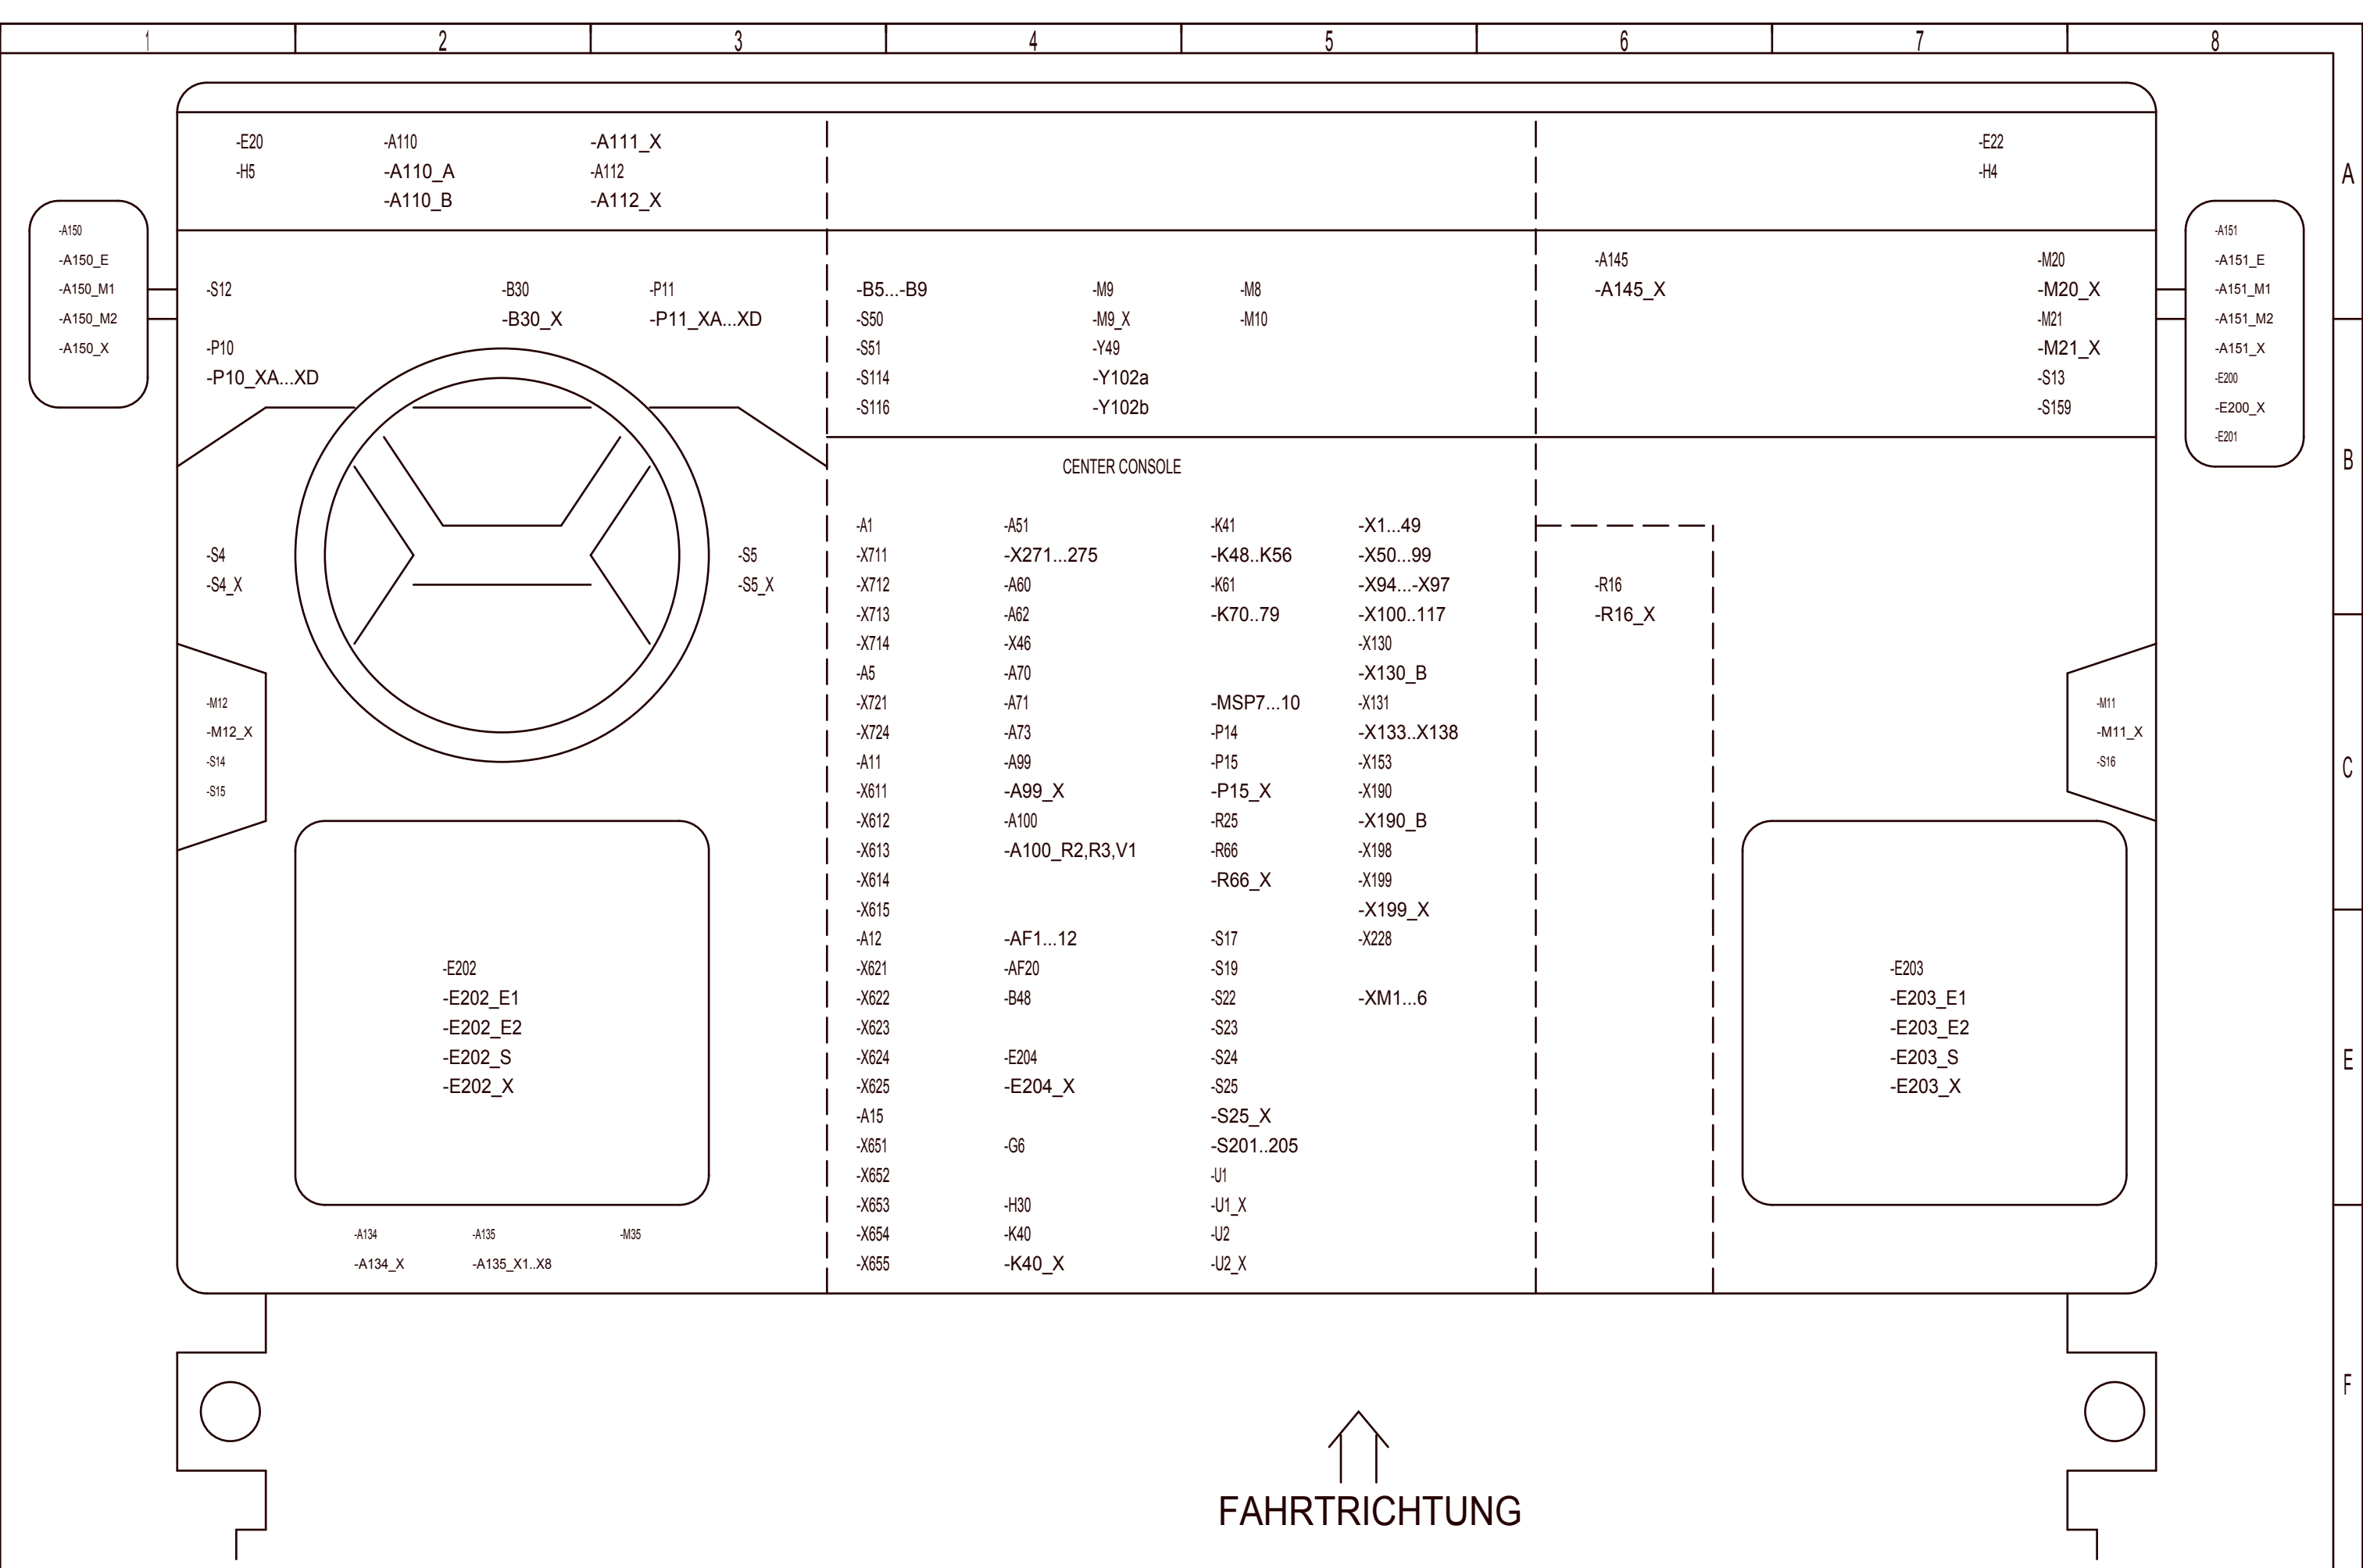 1 2 3 4 5 6 7 8
A
B
C
E
F
-E20
-H5
-A110
-A110_A
-A110_B
-A111_X
-A112
-A112_X
-E22
-H4
-A150
-A150_E
-A150_M1
-A150_M2
-A150_X
-S12
-P10
-P10_XA...XD
-B30
-B30_X
-P11
-P11_XA...XD
-B5...-B9
-S50
-S51
-S114
-S116
-M9
-M9_X
-Y49
-Y102a
-Y102b
-M8
-M10
-A145
-A145_X
-M20
-M20_X
-M21
-M21_X
-S13
-S159
-A151
-A151_E
-A151_M1
-A151_M2
-A151_X
-E200
-E200_X
-E201
-S4
-S4_X
-S5
-S5_X
-M12
-M12_X
-S14
-S15
CENTER CONSOLE
-A1
-X711
-X712
-X713
-X714
-A5
-X721
-X724
-A11
-X611
-X612
-X613
-X614
-X615
-A12
-X621
-X622
-X623
-X624
-X625
-A15
-X651
-X652
-X653
-X654
-X655
-A51
-X271...275
-A60
-A62
-X46
-A70
-A71
-A73
-A99
-A99_X
-A100
-A100_R2,R3,V1
-AF1...12
-AF20
-B48
-E204
-E204_X
-G6
-H30
-K40
-K40_X
-K41
-K48..K56
-K61
-K70..79
-MSP7...10
-P14
-P15
-P15_X
-R25
-R66
-R66_X
-S17
-S19
-S22
-S23
-S24
-S25
-S25_X
-S201..205
-U1
-U1_X
-U2
-U2_X
-X1...49
-X50...99
-X94...-X97
-X100..117
-X130
-X130_B
-X131
-X133..X138
-X153
-X190
-X190_B
-X198
-X199
-X199_X
-X228
-XM1...6
-R16
-R16_X
-M11
-M11_X
-S16
-E202
-E202_E1
-E202_E2
-E202_S
-E202_X
-E203
-E203_E1
-E203_E2
-E203_S
-E203_X
-A134
-A134_X
-A135
-A135_X1..X8
-M35
FAHRTRICHTUNG